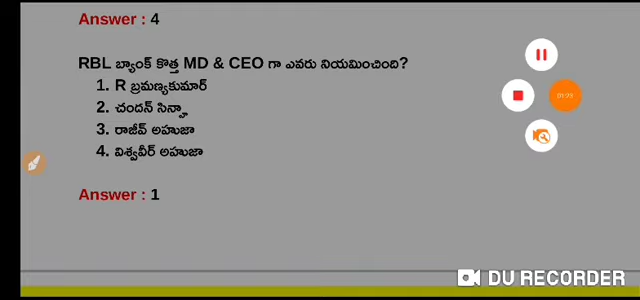 Answer : 4
RBL బ్యాంక్ కొత్త MD & CEO గా ఎవరు నియమించింది?
1. R బ్రమణ్యకుమార్
2. చందన్ సిన్హా
3. రాజీవ్ అహుజా
4. విశ్వవీర్ అహుజా
Answer : 1
DU RECORDER